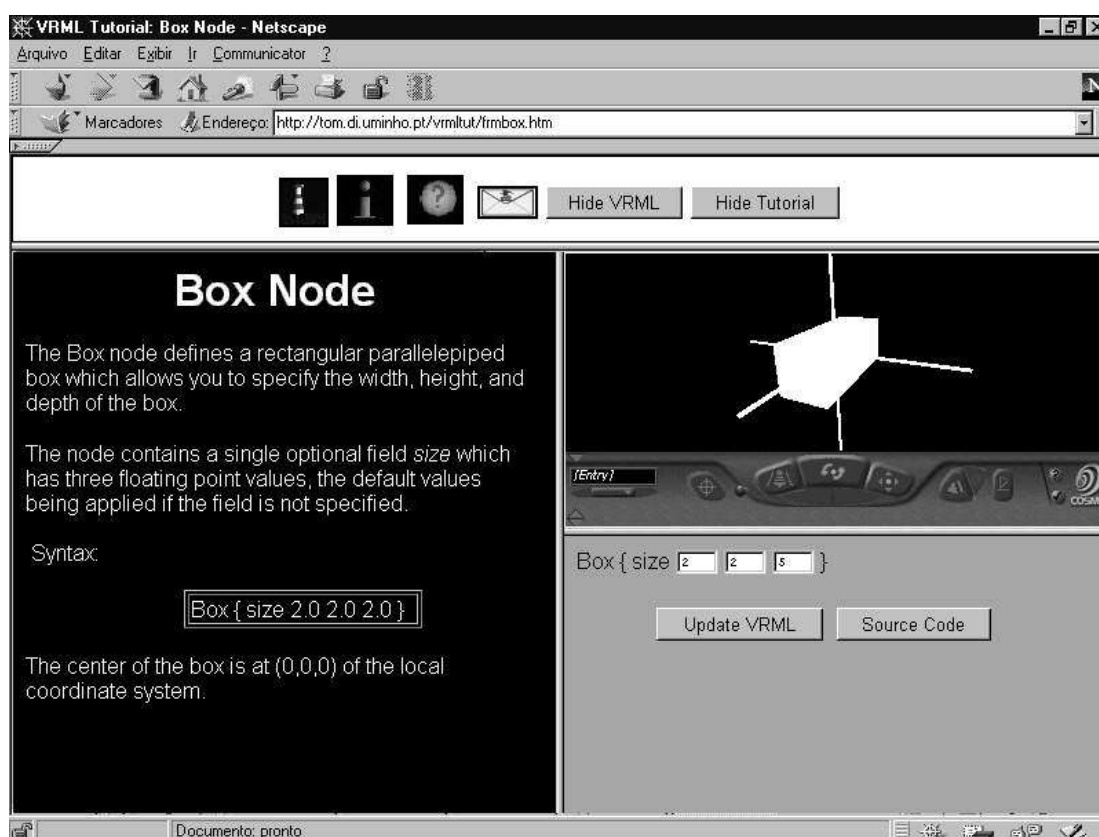 VRML Tutorial: Box Node - Netscape
Arquivo Editar Exibir Ir Communicator ?
Marcadores Endereço: http://tom.di.uminho.pt/vrmltut/frmbox.htm
Hide VRML Hide Tutorial
Box Node
The Box node defines a rectangular parallelepiped
box which allows you to specify the width, height, and
depth of the box.
The node contains a single optional field size which
has three floating point values, the default values
being applied if the field is not specified.
Syntax:
Box { size 2.0 2.0 2.0 }
The center of the box is at (0,0,0) of the local
coordinate system.
[Entry]
COSM
Box { size 2 2 5 }
Update VRML Source Code
Documento: pronto